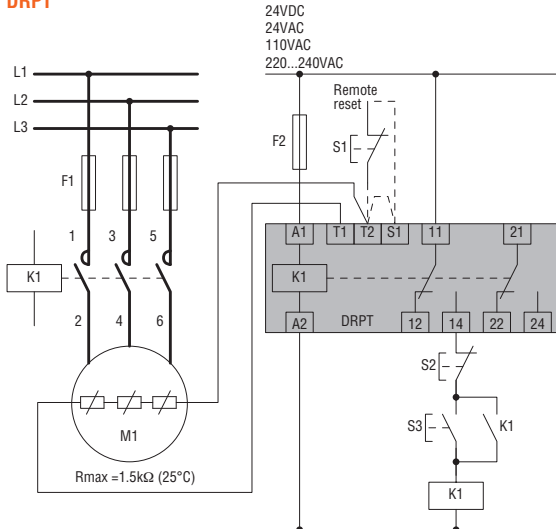 DRPT
24VDC
24VAC
110VAC
220...240VAC
L1
L2
L3
Remote
reset
F1
F2
S1
1 3 5
A1 T1 T2 S1 11 21
K1
K1
2 4 6
A2 DRPT 12 14 22 24
S2
M1
S3 K1
Rmax =1.5kΩ (25°C)
K1